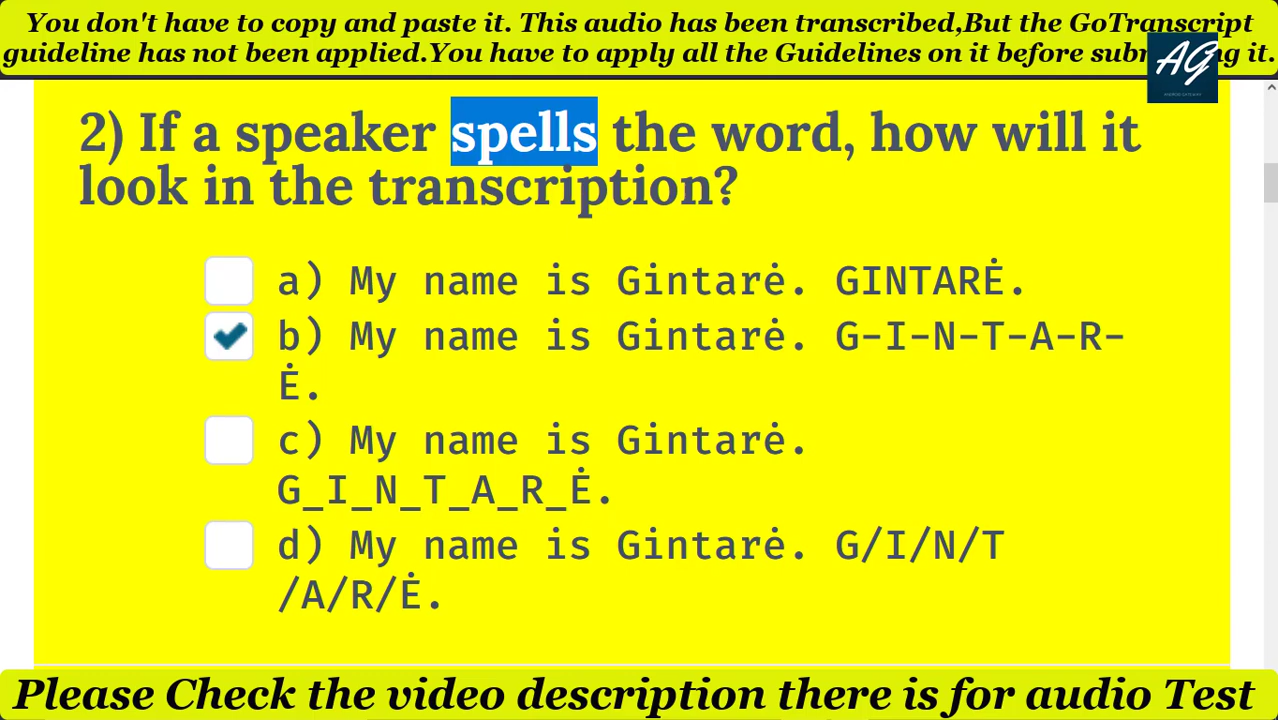 You don't have to copy and paste it. This audio has been transcribed,But the GoTranscript
guideline has not been applied.You have to apply all the Guidelines on it before submitting it.
AG
2) If a speaker spells the word, how will it
look in the transcription?
a) My name is Gintarė. GINTARĖ.
b) My name is Gintarė. G-I-N-T-A-R-
Ė.
c) My name is Gintarė.
G_I_N_T_A_R_Ė.
d) My name is Gintarė. G/I/N/T
/A/R/Ė.
Please Check the video description there is for audio Test